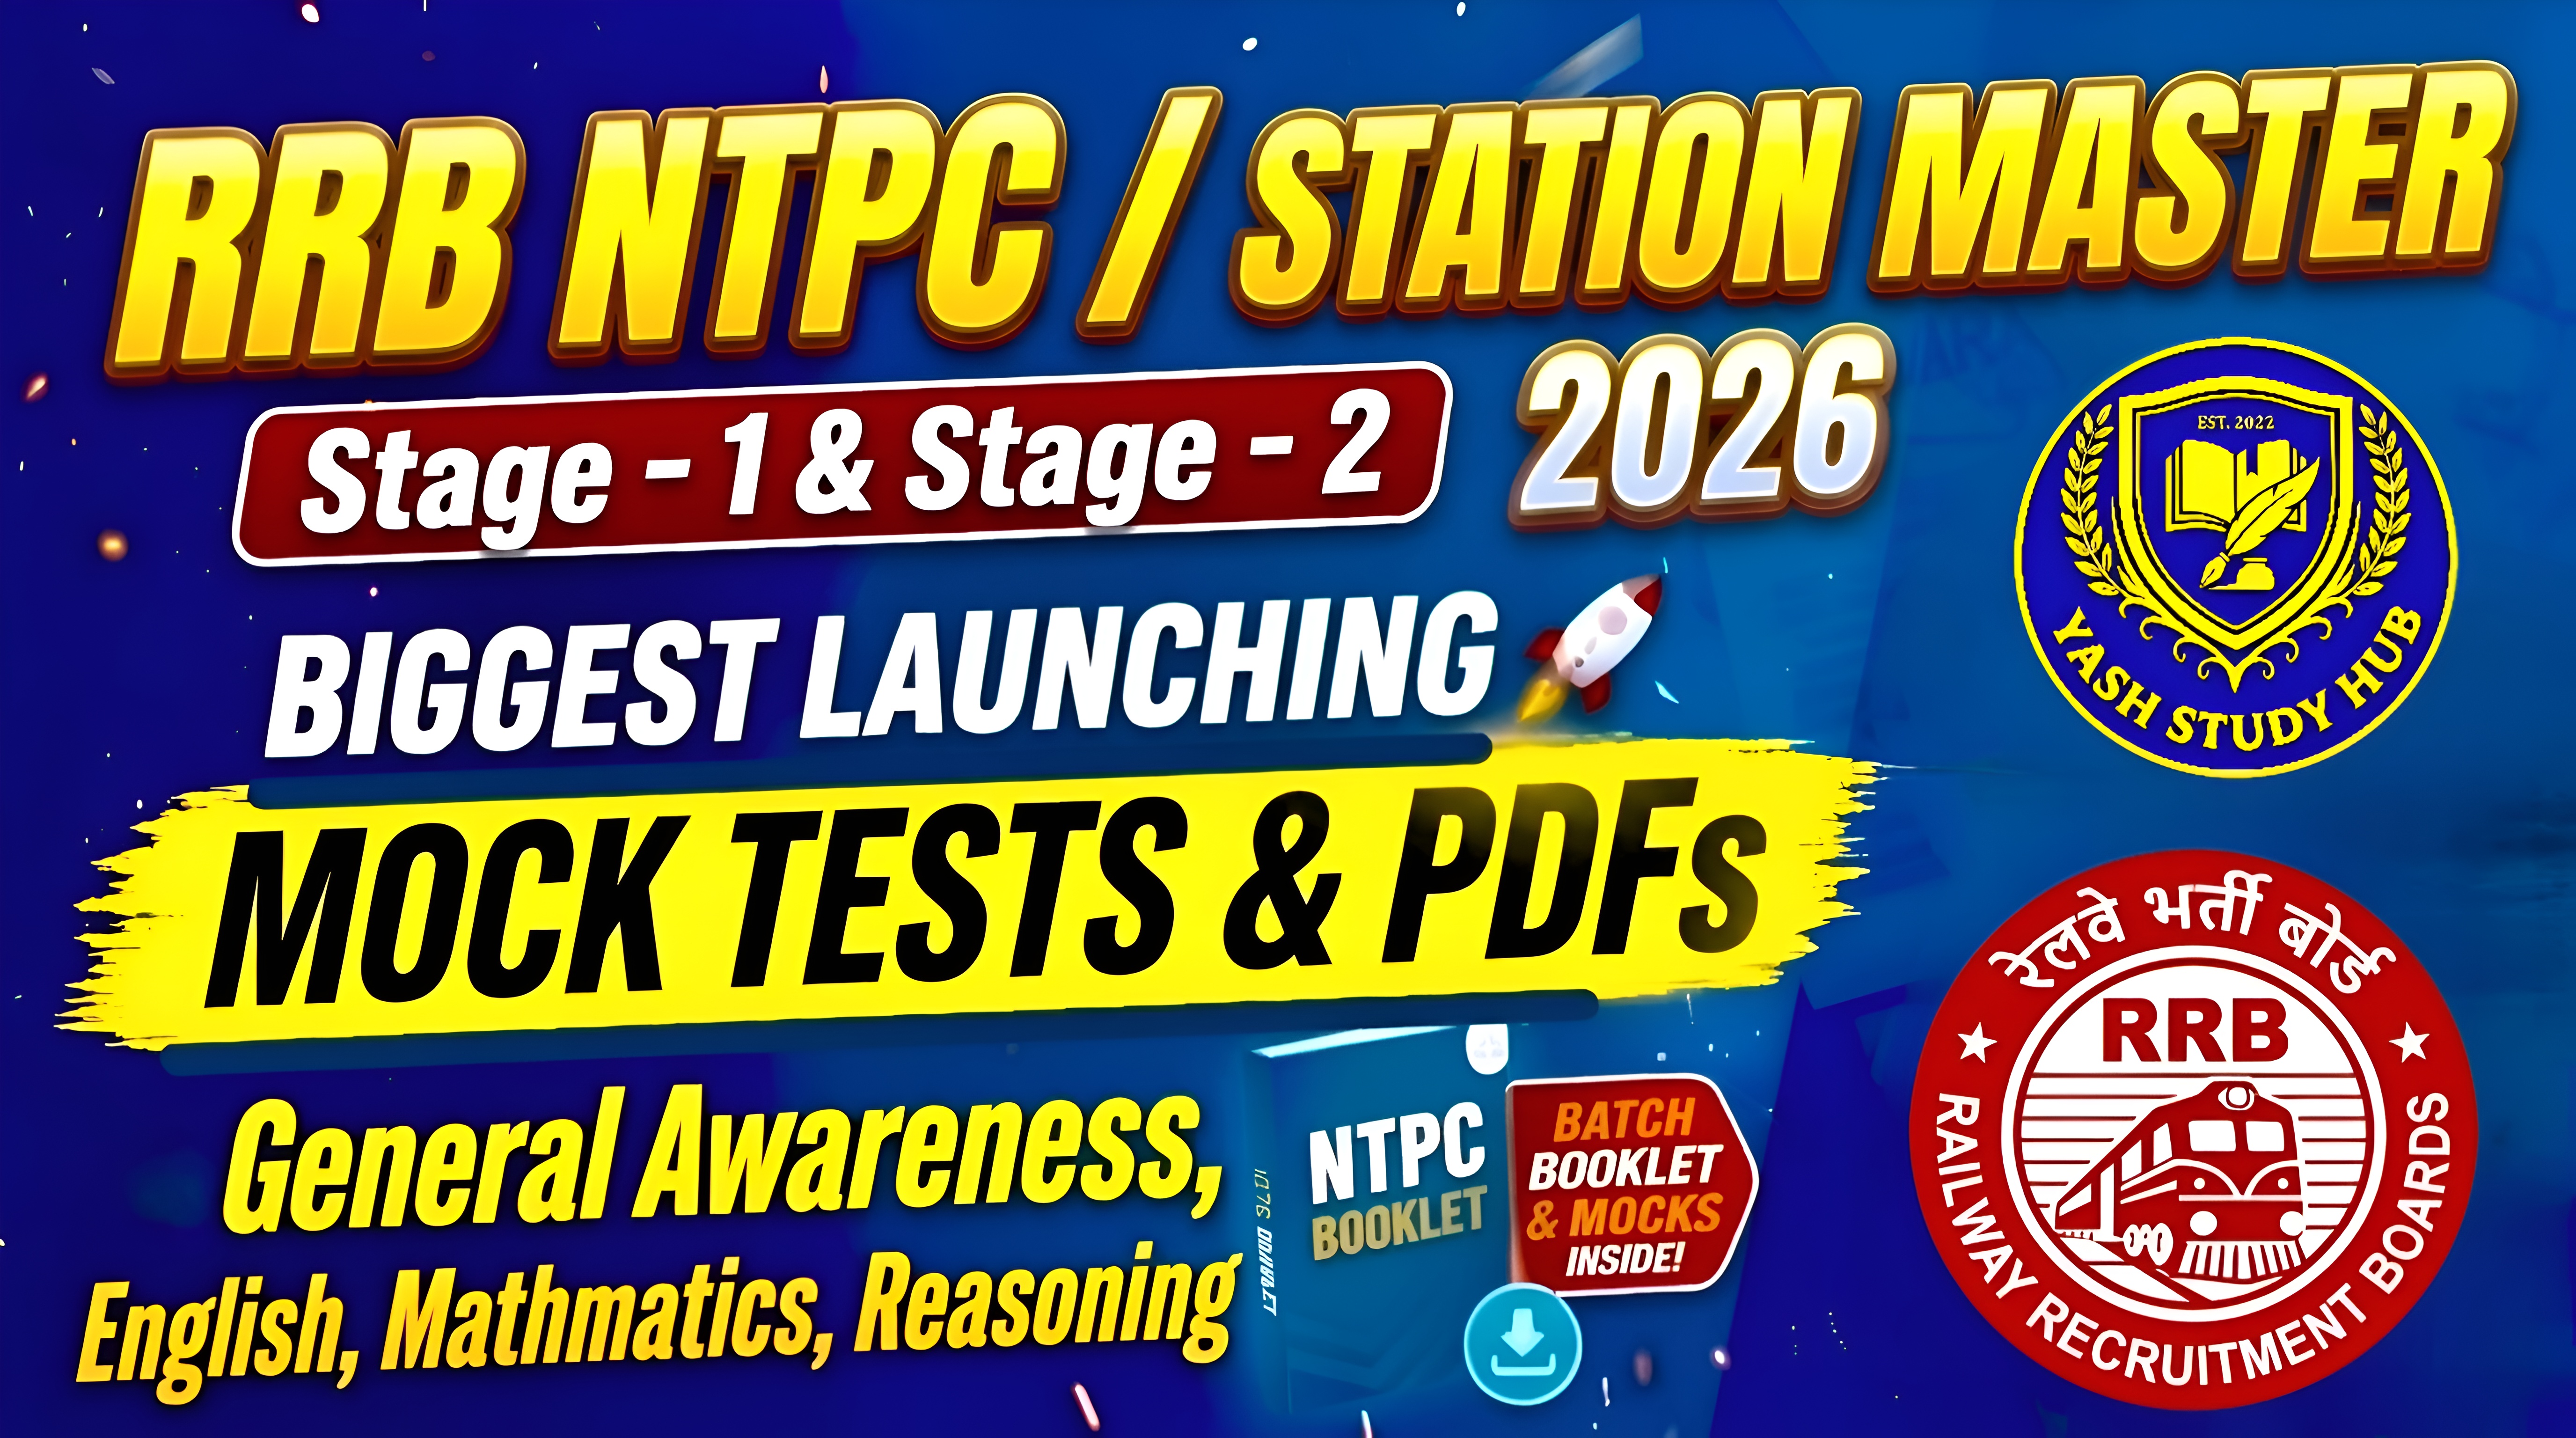 RRB NTPC / STATION MASTER
Stage - 1 & Stage - 2
2026
BIGGEST LAUNCHING
MOCK TESTS & PDFs
General Awareness,
English, Mathmatics, Reasoning
NTPC
BOOKLET
BATCH
BOOKLET
& MOCKS
INSIDE!
EST. 2022
YASH STUDY HUB
रेलवे भर्ती बोर्ड
RRB
RAILWAY RECRUITMENT BOARDS